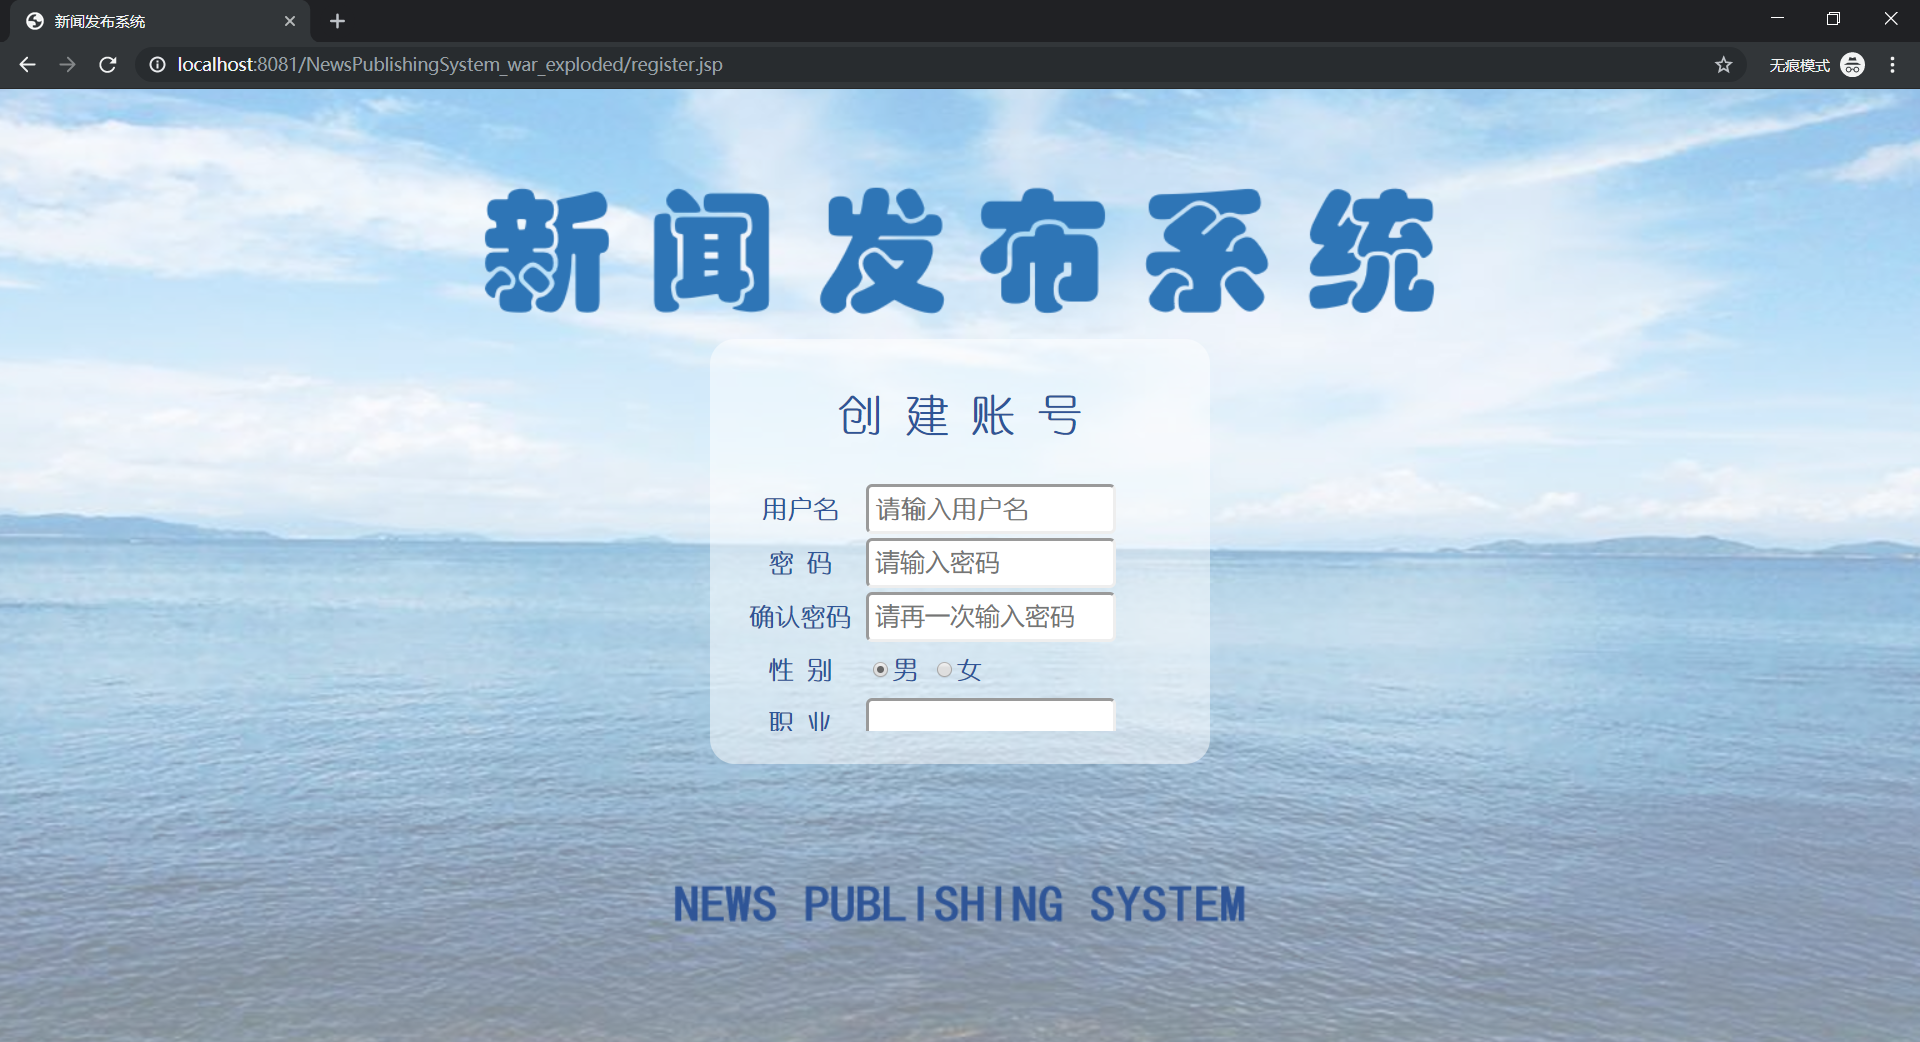 新闻发布系统
localhost:8081/NewsPublishingSystem_war_exploded/register.jsp
无痕模式
新闻发布系统
创建账号
用户名 请输入用户名
密码 请输入密码
确认密码 请再一次输入密码
性别 男 女
职业
NEWS PUBLISHING SYSTEM